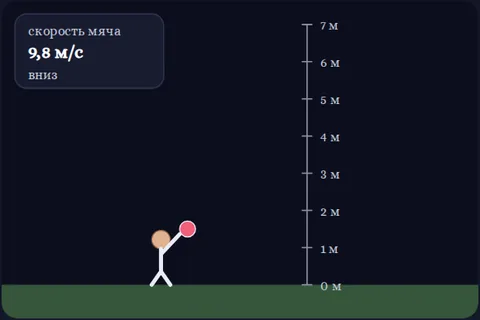 скорость мяча
9,8 м/с
вниз
7 м
6 м
5 м
4 м
3 м
2 м
1 м
0 м